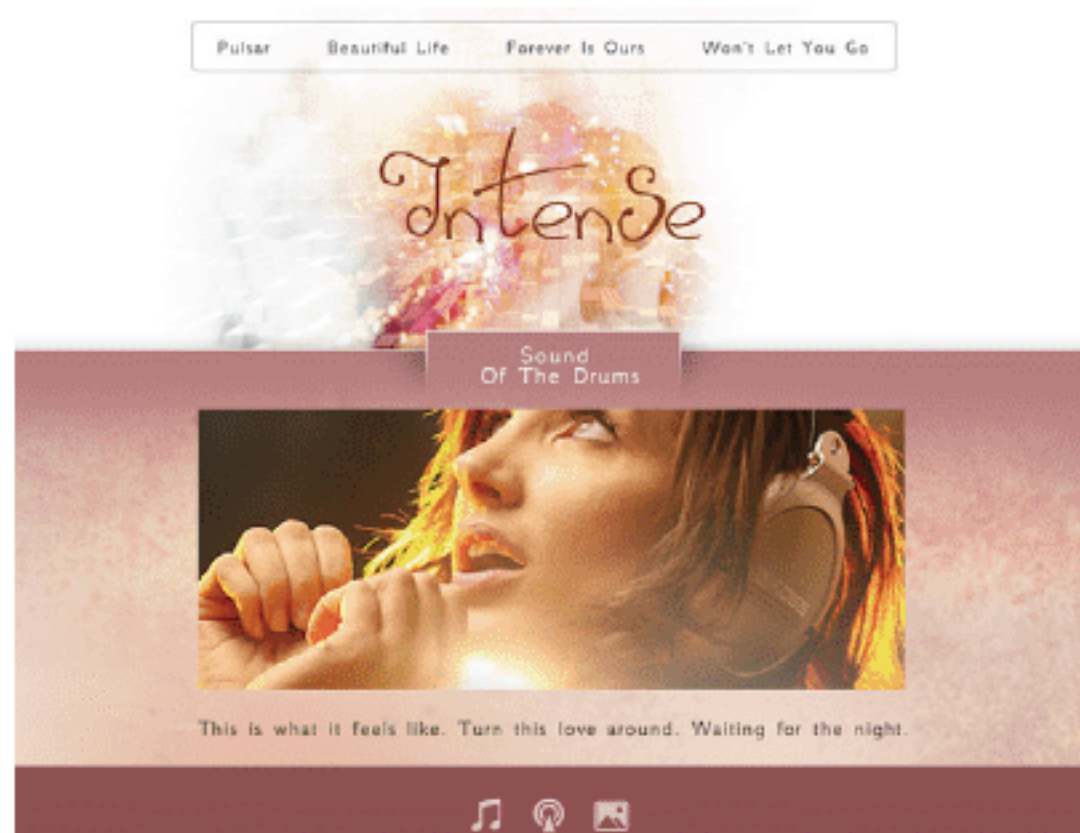 Pulsar Beautiful Life Forever Is Ours Won't Let You Go
IntenSe
Sound
Of The Drums
This is what it feels like. Turn this love around. Waiting for the night.